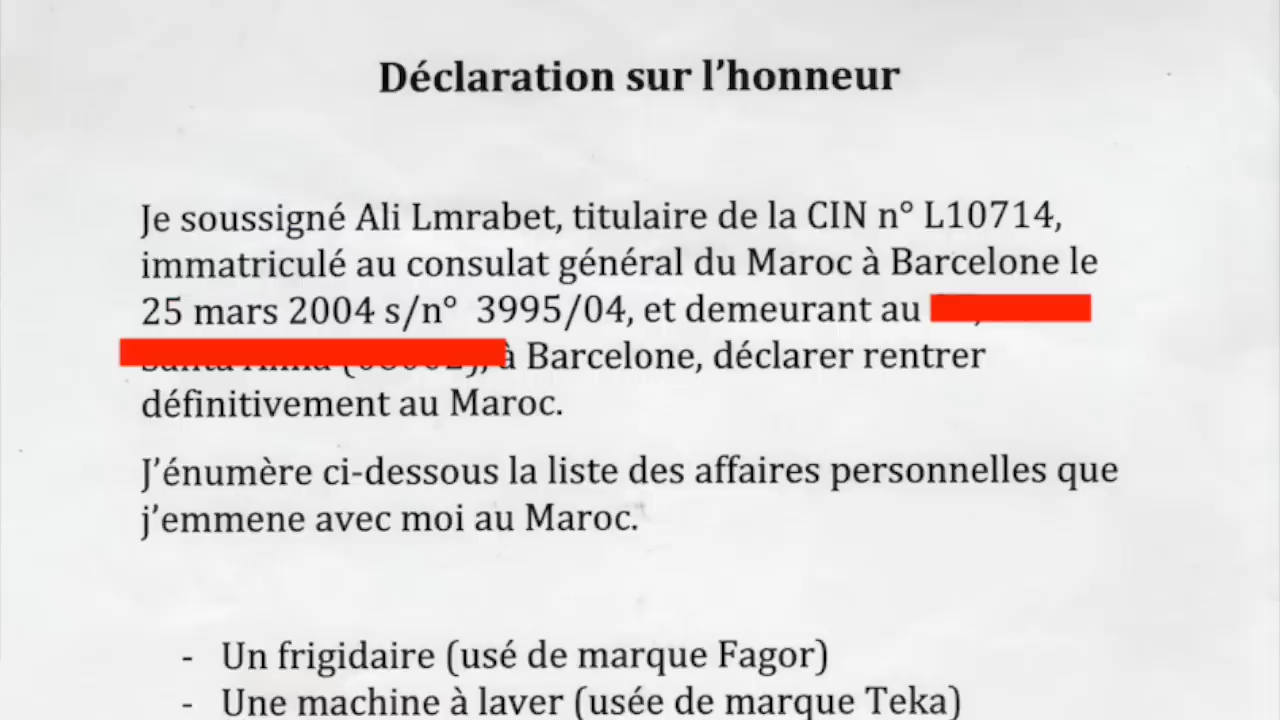 Déclaration sur l’honneur
Je soussigné Ali Lmrabet, titulaire de la CIN n° L10714,
immatriculé au consulat général du Maroc à Barcelone le
25 mars 2004 s/n° 3995/04, et demeurant au
à Barcelone, déclarer rentrer
définitivement au Maroc.
J’énumère ci-dessous la liste des affaires personnelles que
j’emmene avec moi au Maroc.
- Un frigidaire (usé de marque Fagor)
- Une machine à laver (usée de marque Teka)